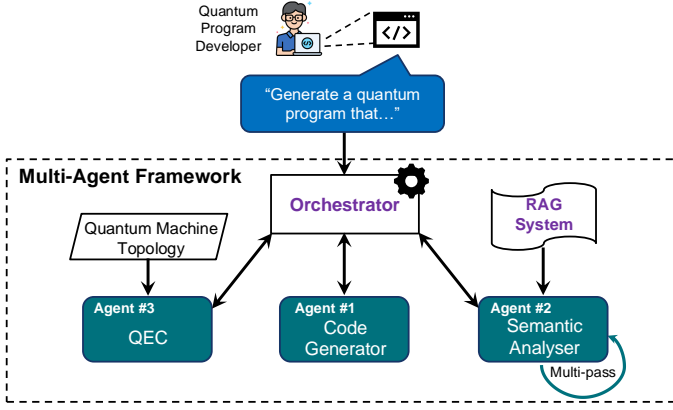 Quantum
Program
Developer
</>
</>
“Generate a quantum
program that…”
Multi-Agent Framework
Orchestrator
RAG
System
Quantum Machine
Topology
Agent #3
QEC
Agent #1
Code
Generator
Agent #2
Semantic
Analyser
Multi-pass